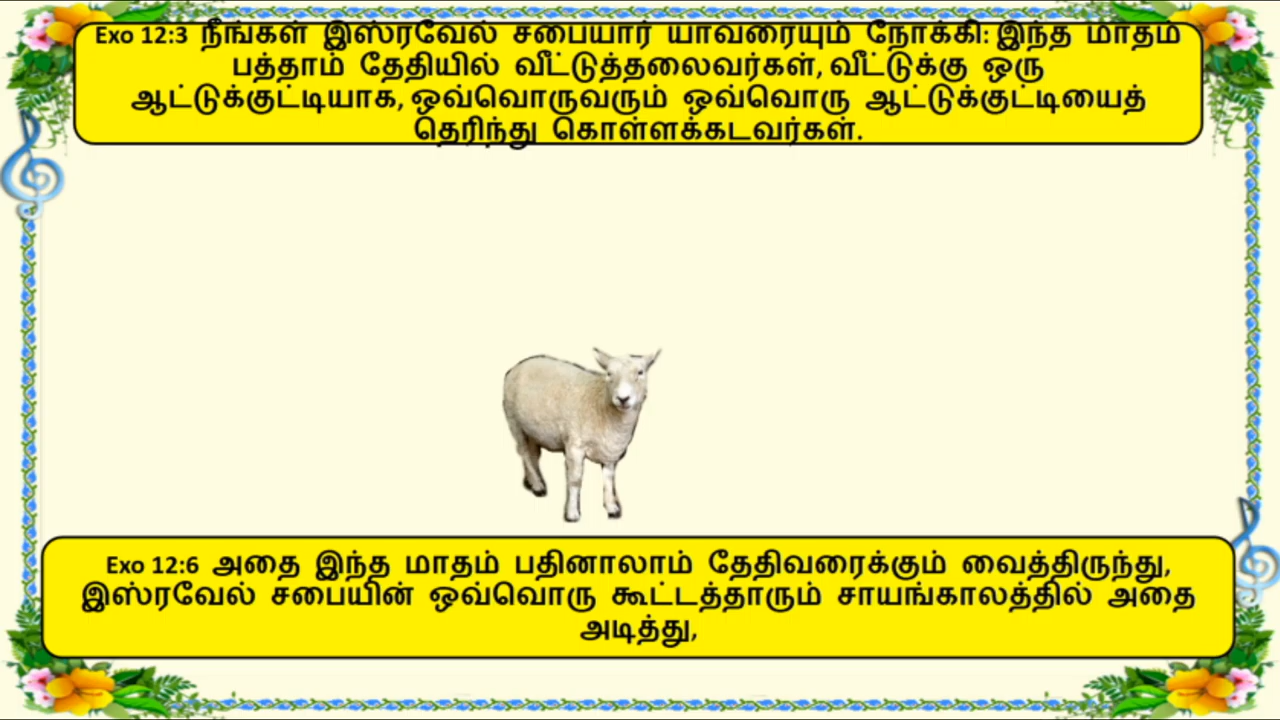 Exo 12:3 நீங்கள் இஸ்ரவேல் சபையார் யாவரையும் நோக்கி: இந்த மாதம்
பத்தாம் தேதியில் வீட்டுத்தலைவர்கள், வீட்டுக்கு ஒரு
ஆட்டுக்குட்டியாக, ஒவ்வொருவரும் ஒவ்வொரு ஆட்டுக்குட்டியைத்
தெரிந்து கொள்ளக்கடவர்கள்.
Exo 12:6 அதை இந்த மாதம் பதினாலாம் தேதிவரைக்கும் வைத்திருந்து,
இஸ்ரவேல் சபையின் ஒவ்வொரு கூட்டத்தாரும் சாயங்காலத்தில் அதை
அடித்து,